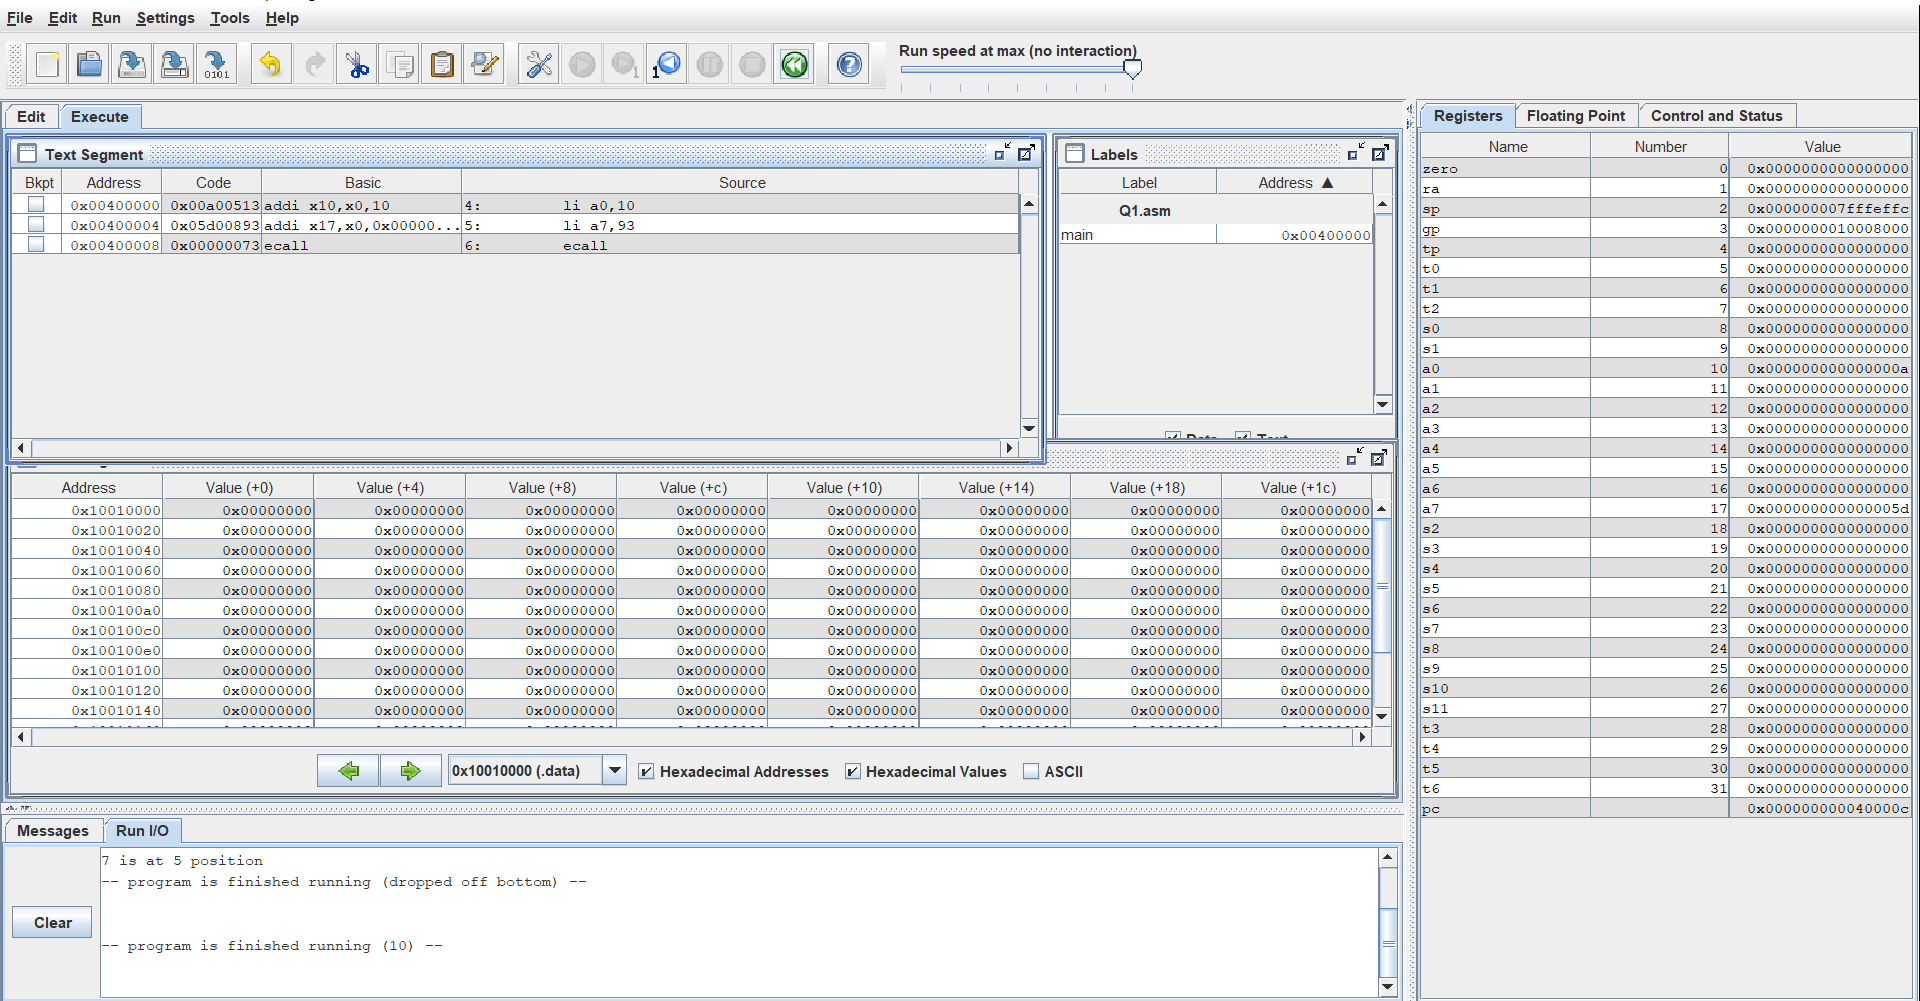 File Edit Run Settings Tools Help
Run speed at max (no interaction)
Edit Execute
Text Segment
Bkpt Address Code Basic Source
0x00400000 0x00a00513 addi x10,x0,10 4: li a0,10
0x00400004 0x05d00893 addi x17,x0,0x00000... 5: li a7,93
0x00400008 0x00000073 ecall 6: ecall
Labels
Label Address ▲
Q1.asm
main 0x00400000
Data Text
Address Value (+0) Value (+4) Value (+8) Value (+c) Value (+10) Value (+14) Value (+18) Value (+1c)
0x10010000 0x00000000 0x00000000 0x00000000 0x00000000 0x00000000 0x00000000 0x00000000 0x00000000
0x10010020 0x00000000 0x00000000 0x00000000 0x00000000 0x00000000 0x00000000 0x00000000 0x00000000
0x10010040 0x00000000 0x00000000 0x00000000 0x00000000 0x00000000 0x00000000 0x00000000 0x00000000
0x10010060 0x00000000 0x00000000 0x00000000 0x00000000 0x00000000 0x00000000 0x00000000 0x00000000
0x10010080 0x00000000 0x00000000 0x00000000 0x00000000 0x00000000 0x00000000 0x00000000 0x00000000
0x100100a0 0x00000000 0x00000000 0x00000000 0x00000000 0x00000000 0x00000000 0x00000000 0x00000000
0x100100c0 0x00000000 0x00000000 0x00000000 0x00000000 0x00000000 0x00000000 0x00000000 0x00000000
0x100100e0 0x00000000 0x00000000 0x00000000 0x00000000 0x00000000 0x00000000 0x00000000 0x00000000
0x10010100 0x00000000 0x00000000 0x00000000 0x00000000 0x00000000 0x00000000 0x00000000 0x00000000
0x10010120 0x00000000 0x00000000 0x00000000 0x00000000 0x00000000 0x00000000 0x00000000 0x00000000
0x10010140 0x00000000 0x00000000 0x00000000 0x00000000 0x00000000 0x00000000 0x00000000 0x00000000
0x10010000 (.data) Hexadecimal Addresses Hexadecimal Values ASCII
Messages Run I/O
7 is at 5 position
-- program is finished running (dropped off bottom) --
Clear
-- program is finished running (10) --
Registers Floating Point Control and Status
Name Number Value
zero 0 0x0000000000000000
ra 1 0x0000000000000000
sp 2 0x000000007fffeffc
gp 3 0x0000000010008000
tp 4 0x0000000000000000
t0 5 0x0000000000000000
t1 6 0x0000000000000000
t2 7 0x0000000000000000
s0 8 0x0000000000000000
s1 9 0x0000000000000000
a0 10 0x000000000000000a
a1 11 0x0000000000000000
a2 12 0x0000000000000000
a3 13 0x0000000000000000
a4 14 0x0000000000000000
a5 15 0x0000000000000000
a6 16 0x0000000000000000
a7 17 0x000000000000005d
s2 18 0x0000000000000000
s3 19 0x0000000000000000
s4 20 0x0000000000000000
s5 21 0x0000000000000000
s6 22 0x0000000000000000
s7 23 0x0000000000000000
s8 24 0x0000000000000000
s9 25 0x0000000000000000
s10 26 0x0000000000000000
s11 27 0x0000000000000000
t3 28 0x0000000000000000
t4 29 0x0000000000000000
t5 30 0x0000000000000000
t6 31 0x0000000000000000
pc 0x000000000040000c